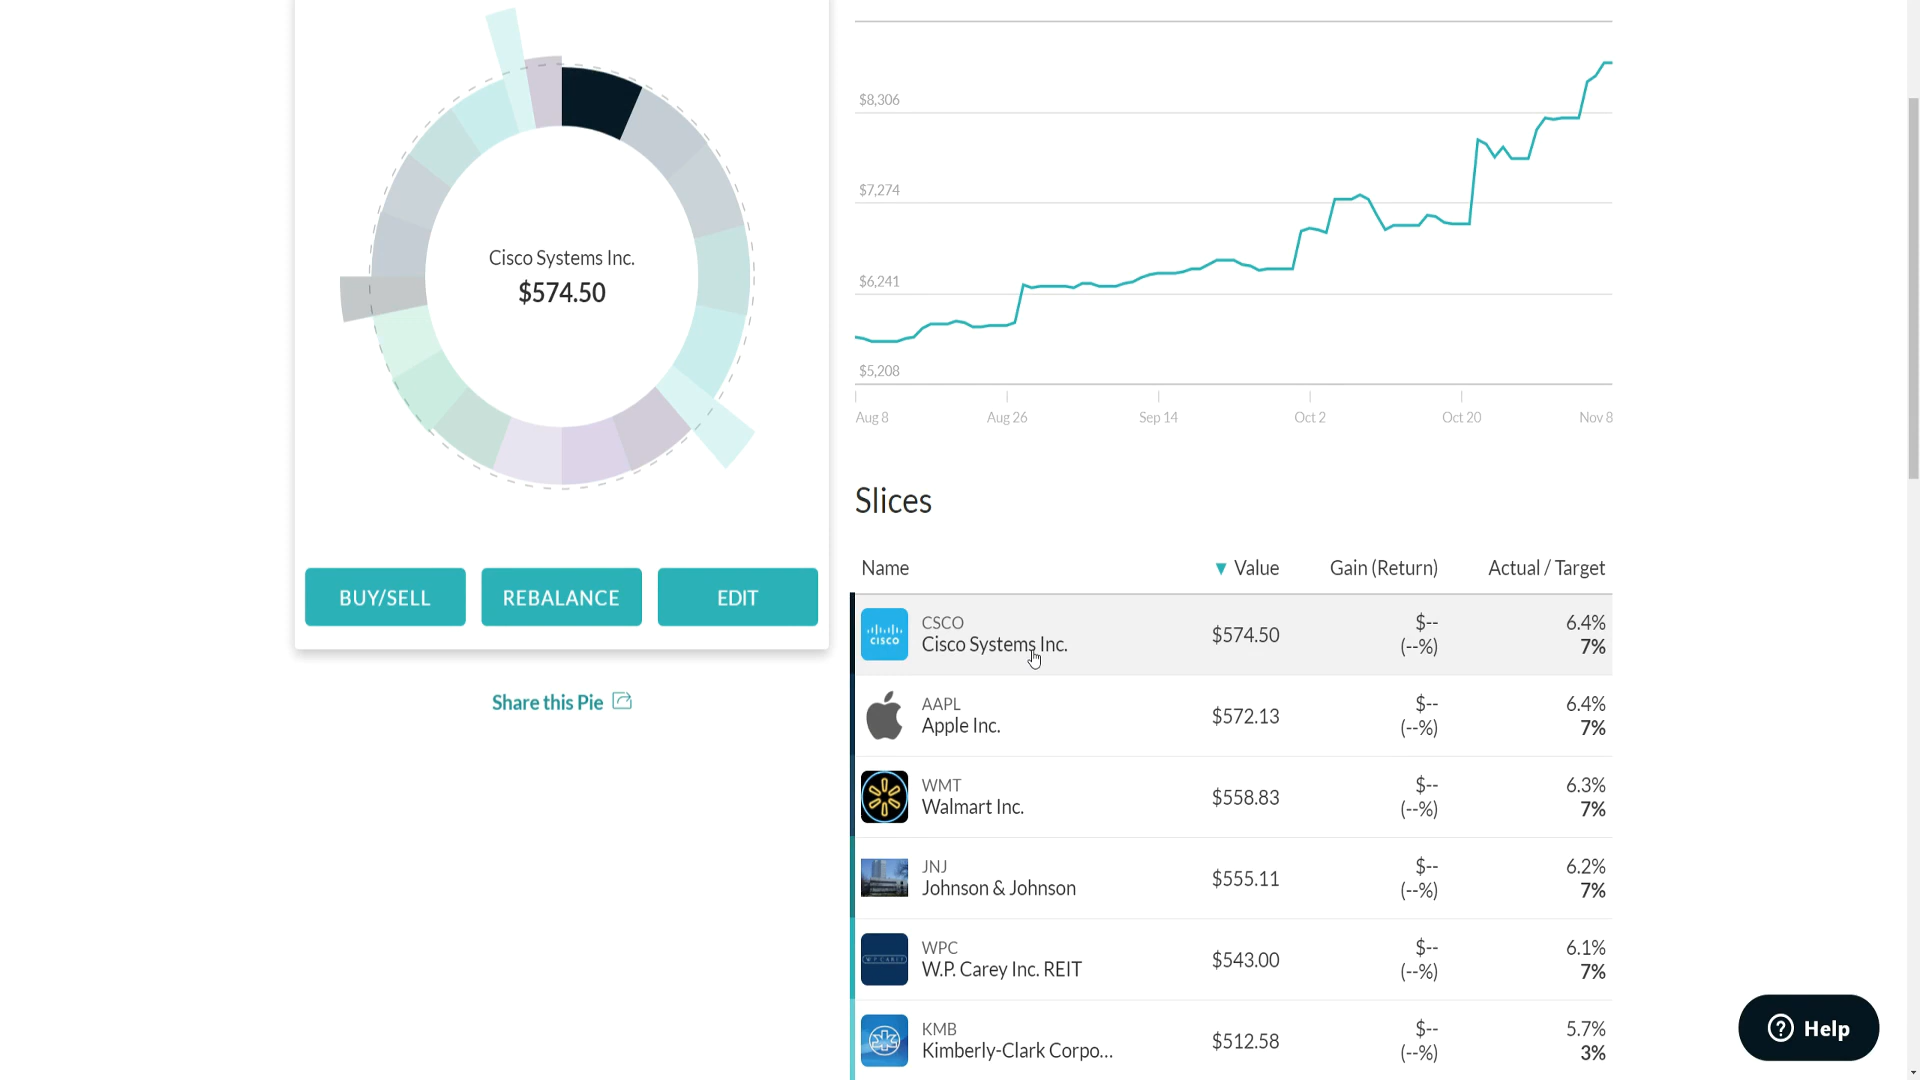 Cisco Systems Inc.
$574.50
BUY/SELL
REBALANCE
EDIT
Share this Pie
$8,306
$7,274
$6,241
$5,208
Aug 8
Aug 26
Sep 14
Oct 2
Oct 20
Nov 8
Slices
Name
▼ Value
Gain (Return)
Actual / Target
CISCO
CSCO
Cisco Systems Inc.
$574.50
$--
(--%)
6.4%
7%
AAPL
Apple Inc.
$572.13
$--
(--%)
6.4%
7%
WMT
Walmart Inc.
$558.83
$--
(--%)
6.3%
7%
JNJ
Johnson & Johnson
$555.11
$--
(--%)
6.2%
7%
W. P. CAREY
WPC
W.P. Carey Inc. REIT
$543.00
$--
(--%)
6.1%
7%
KMB
Kimberly-Clark Corpo...
$512.58
$--
(--%)
5.7%
3%
? Help